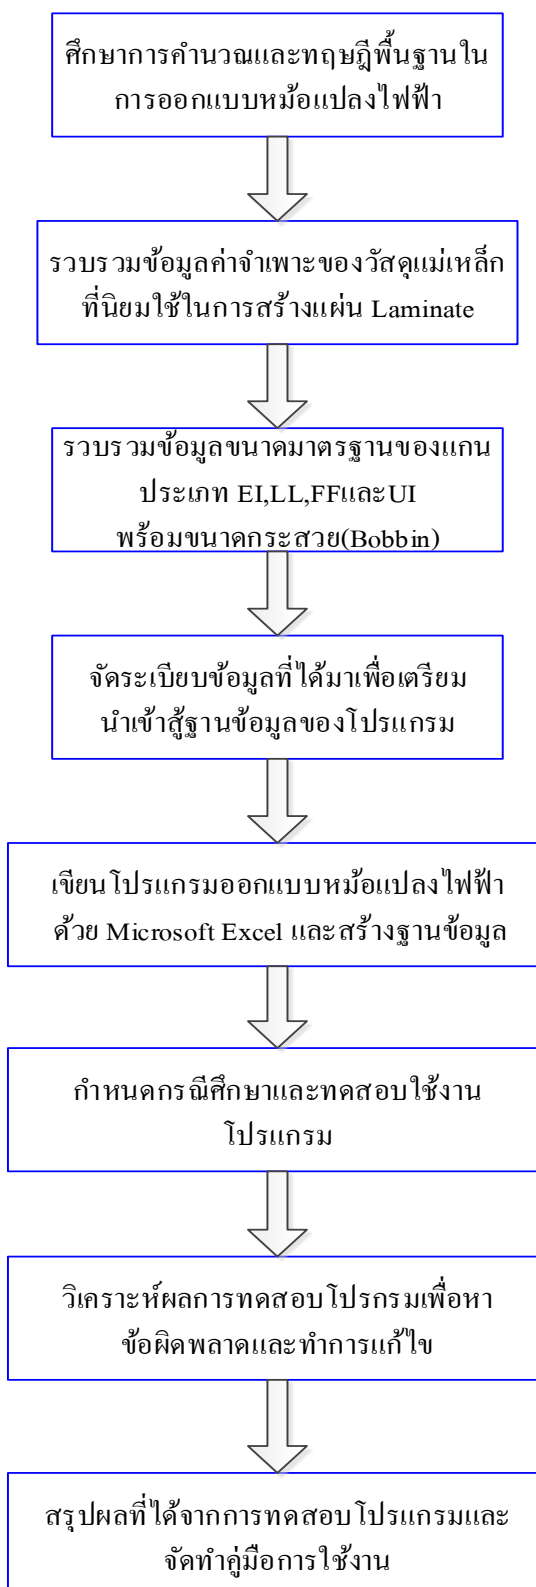 ศึกษาการคำนวณและทฤษฎีพื้นฐานใน
การออกแบบหม้อแปลงไฟฟ้า
รวบรวมข้อมูลค่าจำเพาะของวัสดุแม่เหล็ก
ที่นิยมใช้ในการสร้างแผ่น Laminate
รวบรวมข้อมูลขนาดมาตรฐานของแกน
ประเภท EI,LL,FFและUI
พร้อมขนาดกระสวย(Bobbin)
จัดระเบียบข้อมูลที่ได้มาเพื่อเตรียม
นำเข้าสู้ฐานข้อมูลของโปรแกรม
เขียนโปรแกรมออกแบบหม้อแปลงไฟฟ้า
ด้วย Microsoft Excel และสร้างฐานข้อมูล
กำหนดกรณีศึกษาและทดสอบใช้งาน
โปรแกรม
วิเคราะห์ผลการทดสอบโปรกรมเพื่อหา
ข้อผิดพลาดและทำการแก้ไข
สรุปผลที่ได้จากการทดสอบโปรแกรมและ
จัดทำคู่มือการใช้งาน